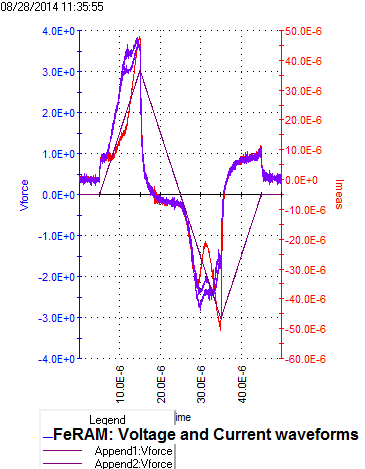 08/28/2014 11:35:55
4.0E+0
3.0E+0
2.0E+0
1.0E+0
0.0E+0
-1.0E+0
-2.0E+0
-3.0E+0
-4.0E+0
Vforce
50.0E-6
40.0E-6
30.0E-6
20.0E-6
10.0E-6
0.0E+0
-10.0E-6
-20.0E-6
-30.0E-6
-40.0E-6
-50.0E-6
-60.0E-6
Imeas
10.0E-6
20.0E-6
30.0E-6
40.0E-6
ime
Legend
FeRAM: Voltage and Current waveforms
Append1:Vforce
Append2:Vforce